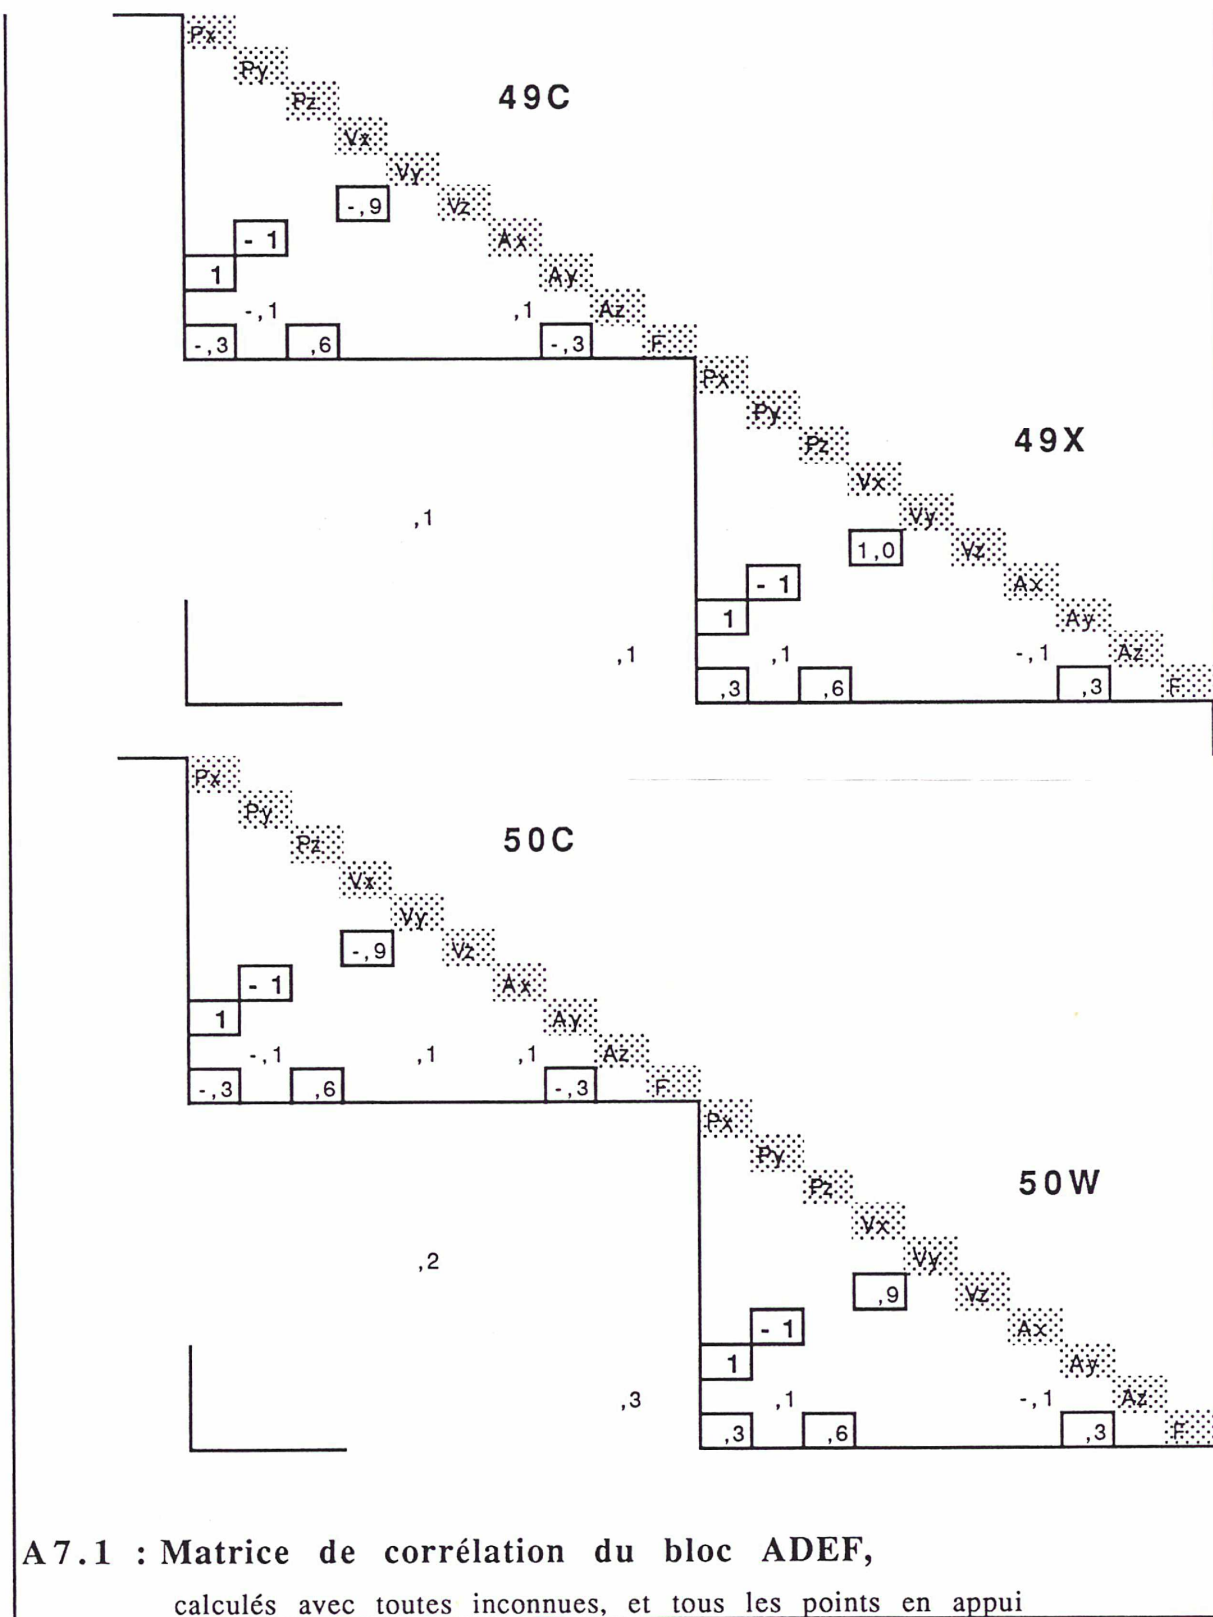 Px
Py
Pz 49C
Vx
Vy
-,9 Vz
- 1 Ax
1 Ay
-,1 ,1 Az
-,3 ,6 -,3 F
Px
Py
Pz 49X
Vx
,1 Vy
1,0 Vz
- 1 Ax
1 Ay
,1 ,1 -,1 Az
,3 ,6 ,3 F
Px
Py
Pz 50C
Vx
Vy
-,9 Vz
- 1 Ax
1 Ay
-,1 ,1 ,1 Az
-,3 ,6 -,3 F
Px
Py
Pz 50W
Vx
,2 Vy
,9 Vz
- 1 Ax
1 Ay
,3 ,1 -,1 Az
,3 ,6 ,3 F
A7.1 : Matrice de corrélation du bloc ADEF,
calculés avec toutes inconnues, et tous les points en appui